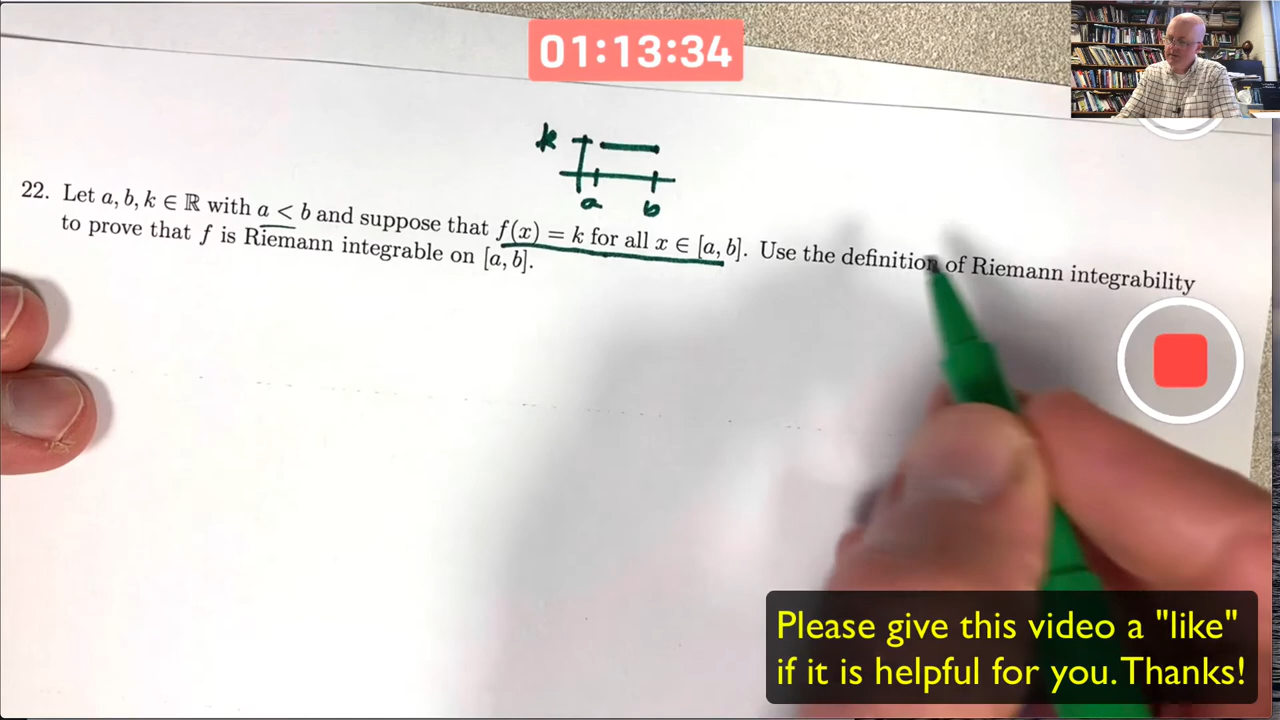 01:13:34
k
a b
22. Let a, b, k ∈ ℝ with a < b and suppose that f(x) = k for all x ∈ [a, b]. Use the definition of Riemann integrability
to prove that f is Riemann integrable on [a, b].
Please give this video a "like"
if it is helpful for you. Thanks!